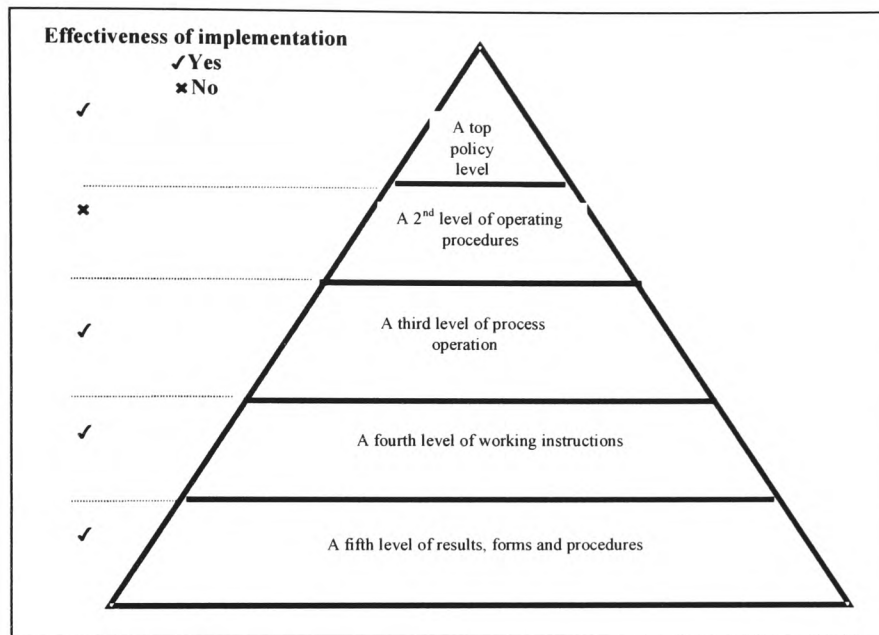 Effectiveness of implementation
✓Yes
✖No
✓
A top
policy
level
✖
A 2nd level of operating
procedures
✓
A third level of process
operation
✓
A fourth level of working instructions
✓
A fifth level of results, forms and procedures